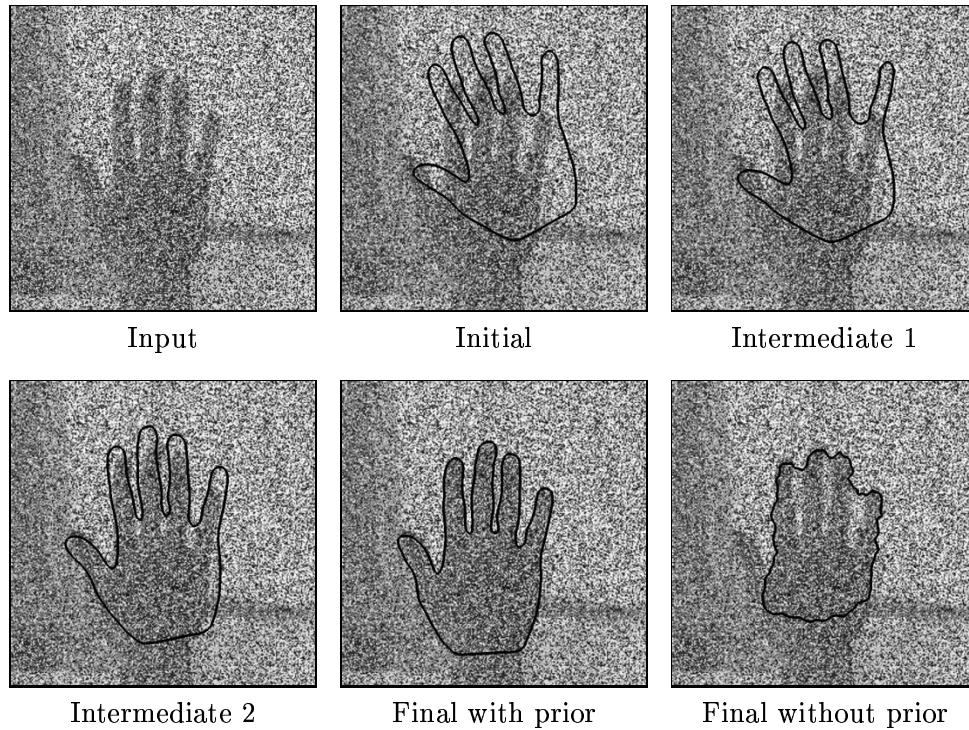 Input
Initial
Intermediate 1
Intermediate 2
Final with prior
Final without prior